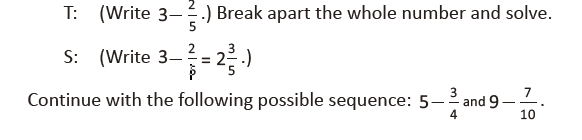 T: (Write 3– 2/5 .) Break apart the whole number and solve.
S: (Write 3– 2/5 = 2 3/5 .)
Continue with the following possible sequence: 5– 3/4 and 9 – 7/10 .